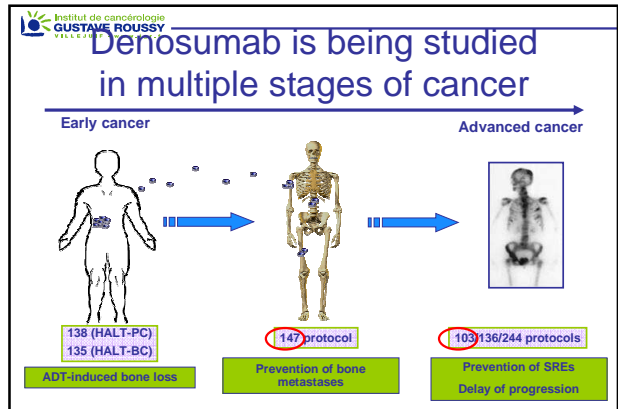 Institut de cancérologie
GUSTAVE ROUSSY
Denosumab is being studied
in multiple stages of cancer
Early cancer
Advanced cancer
138 (HALT-PC)
135 (HALT-BC)
147 protocol
103/136/244 protocols
ADT-induced bone loss
Prevention of bone
metastases
Prevention of SREs
Delay of progression